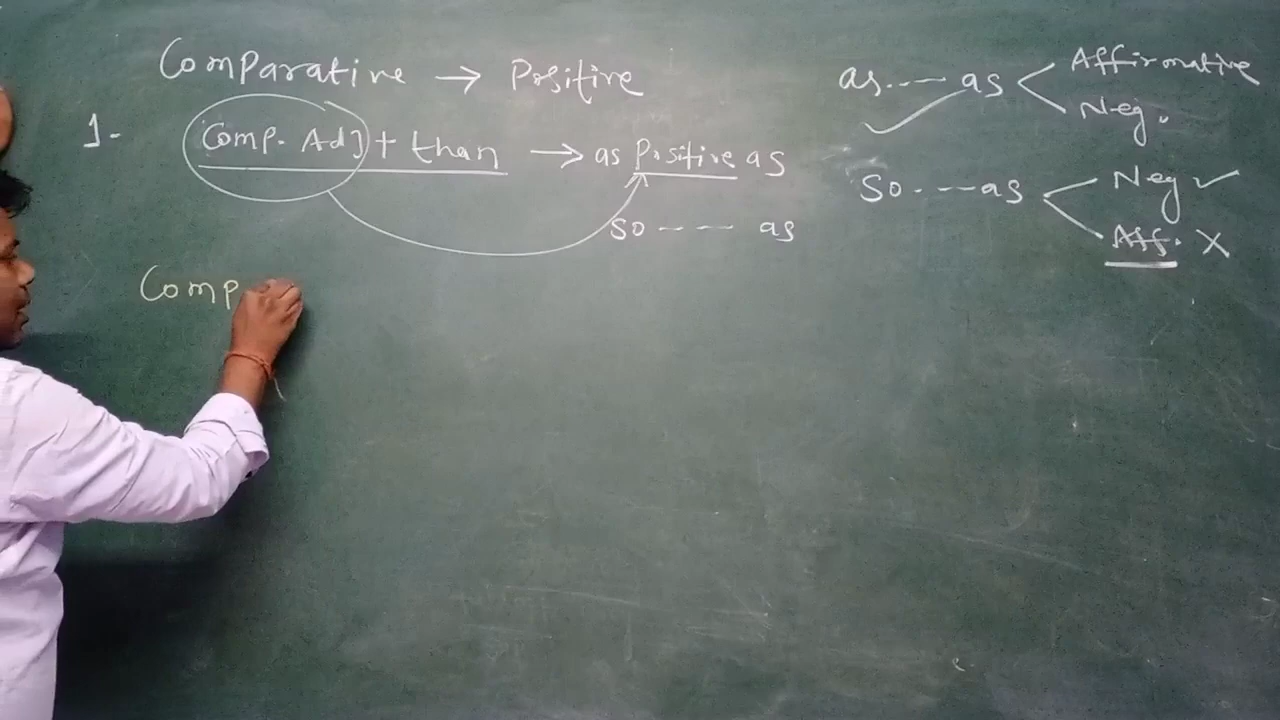 Comparative → Positive
1- Comp. Adj + than → as Positive as
so --- as
Comp
as....— as < Affirmative
Neg.
So ---- as < Neg ✓
Aff. X